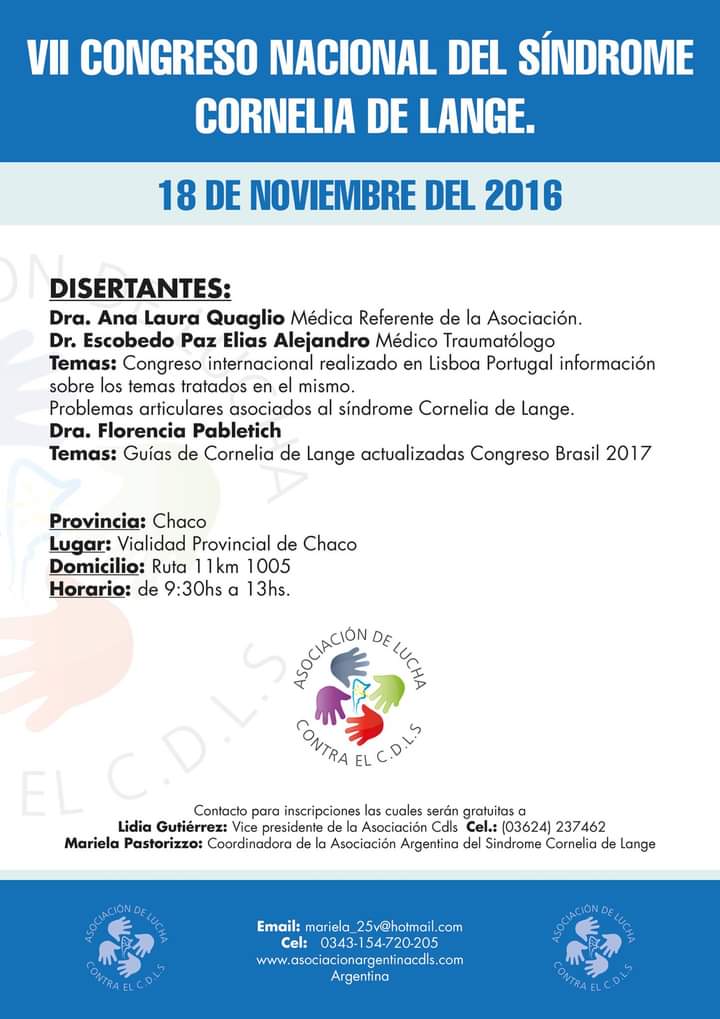 VII CONGRESO NACIONAL DEL SÍNDROME
CORNELIA DE LANGE.
18 DE NOVIEMBRE DEL 2016
DISERTANTES:
Dra. Ana Laura Quaglio Médica Referente de la Asociación.
Dr. Escobedo Paz Elias Alejandro Médico Traumatólogo
Temas: Congreso internacional realizado en Lisboa Portugal información
sobre los temas tratados en el mismo.
Problemas articulares asociados al síndrome Cornelia de Lange.
Dra. Florencia Pabletich
Temas: Guías de Cornelia de Lange actualizadas Congreso Brasil 2017
Provincia: Chaco
Lugar: Vialidad Provincial de Chaco
Domicilio: Ruta 11km 1005
Horario: de 9:30hs a 13hs.
ASOCIACIÓN DE LUCHA
CONTRA EL C.D.L.S
Contacto para inscripciones las cuales serán gratuitas a
Lidia Gutiérrez: Vice presidente de la Asociación Cdls Cel.: (03624) 237462
Mariela Pastorizzo: Coordinadora de la Asociación Argentina del Sindrome Cornelia de Lange
ASOCIACIÓN DE LUCHA
CONTRA EL C.D.L.S
Email: mariela_25v@hotmail.com
Cel: 0343-154-720-205
www.asociacionargentinacdls.com
Argentina
ASOCIACIÓN DE LUCHA
CONTRA EL C.D.L.S
ION DE LUCHA
EL C.D.L.S